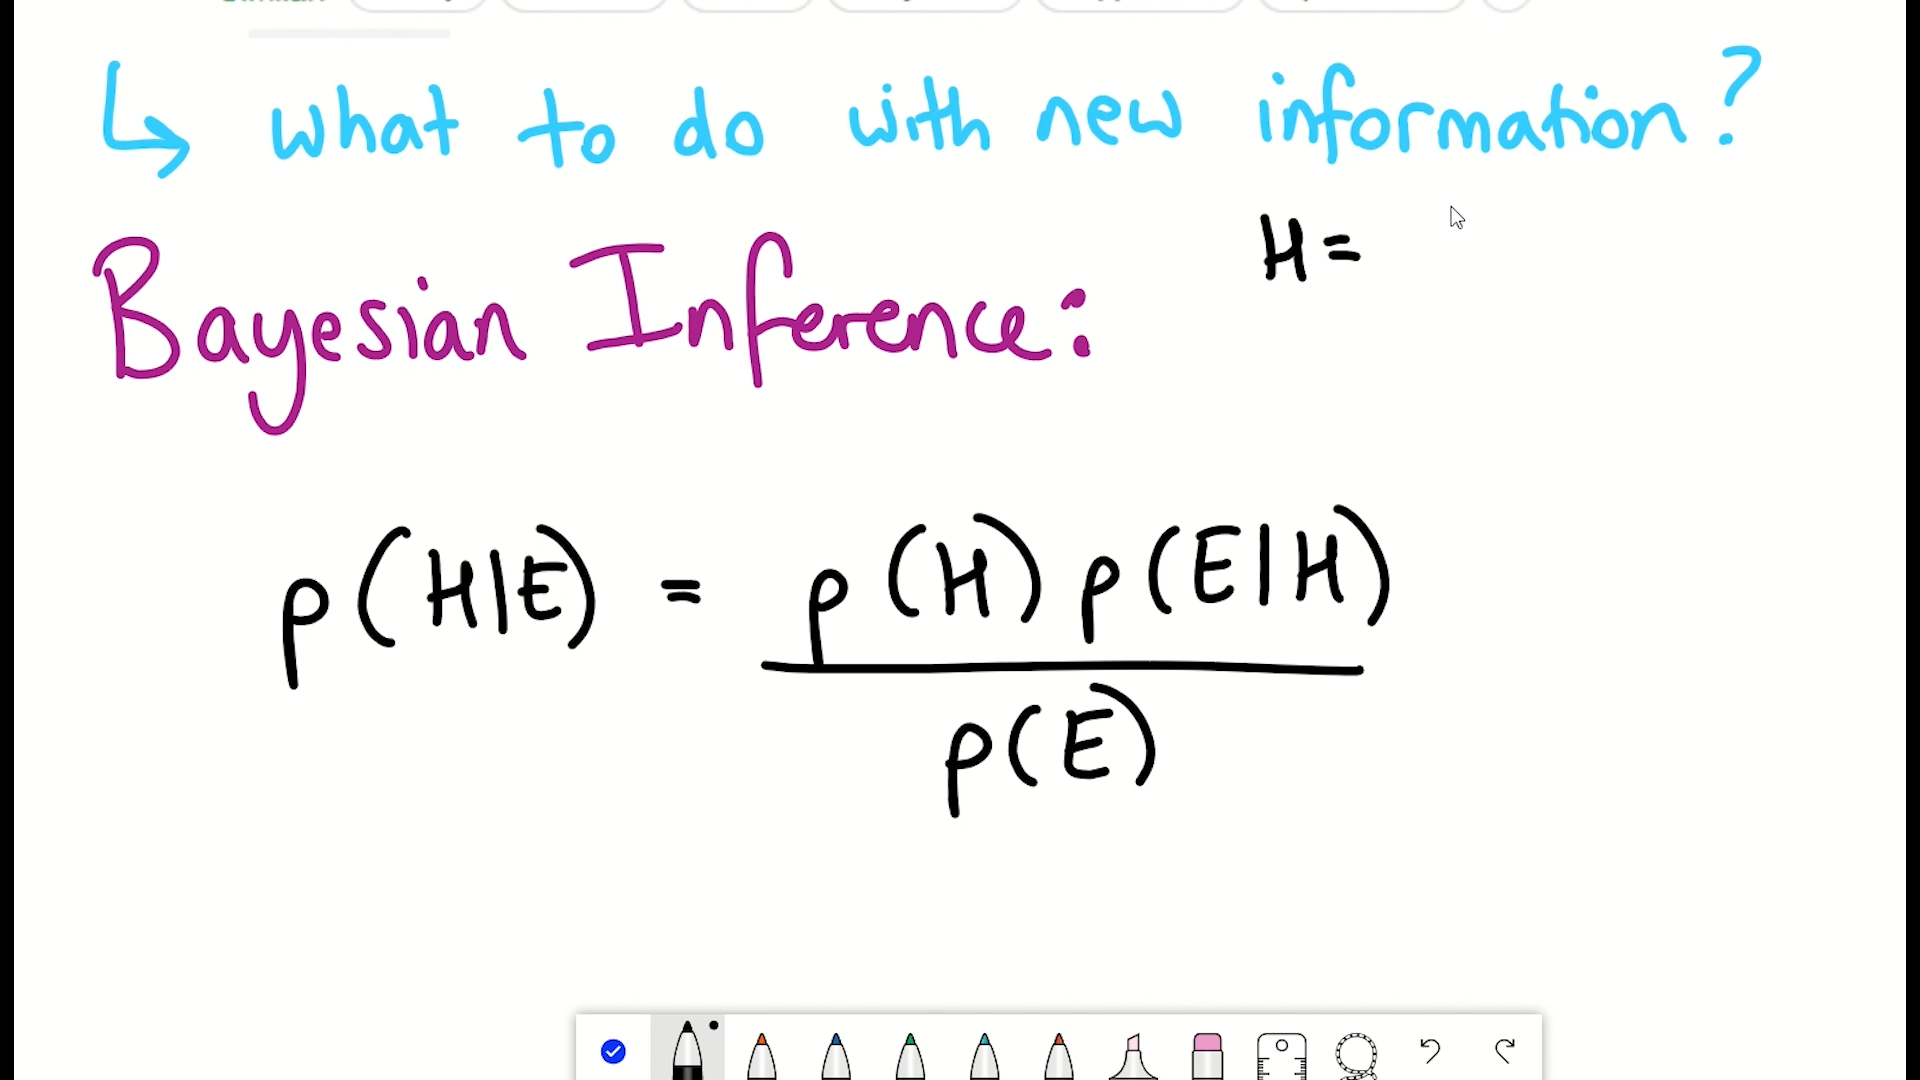 ↳ what to do with new information?
H =
Bayesian Inference:
p(H|E) = p(H) p(E|H)
p(E)